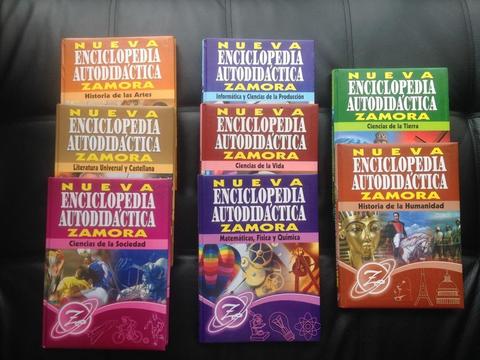 NUEVA
ENCICLOPEDIA
AUTODIDÁCTICA
ZAMORA
Historia de las Artes
NUEVA
ENCICLOPEDIA
AUTODIDÁCTICA
ZAMORA
Literatura Universal y Castellana
NUEVA
ENCICLOPEDIA
AUTODIDÁCTICA
ZAMORA
Ciencias de la Sociedad
Z
NUEVA
ENCICLOPEDIA
AUTODIDÁCTICA
ZAMORA
Informática y Ciencias de la Producción
NUEVA
ENCICLOPEDIA
AUTODIDÁCTICA
ZAMORA
Ciencias de la Vida
NUEVA
ENCICLOPEDIA
AUTODIDÁCTICA
ZAMORA
Matemáticas, Física y Química
Z
NUEVA
ENCICLOPEDIA
AUTODIDÁCTICA
ZAMORA
Ciencias de la Tierra
NUEVA
ENCICLOPEDIA
AUTODIDÁCTICA
ZAMORA
Historia de la Humanidad
Z